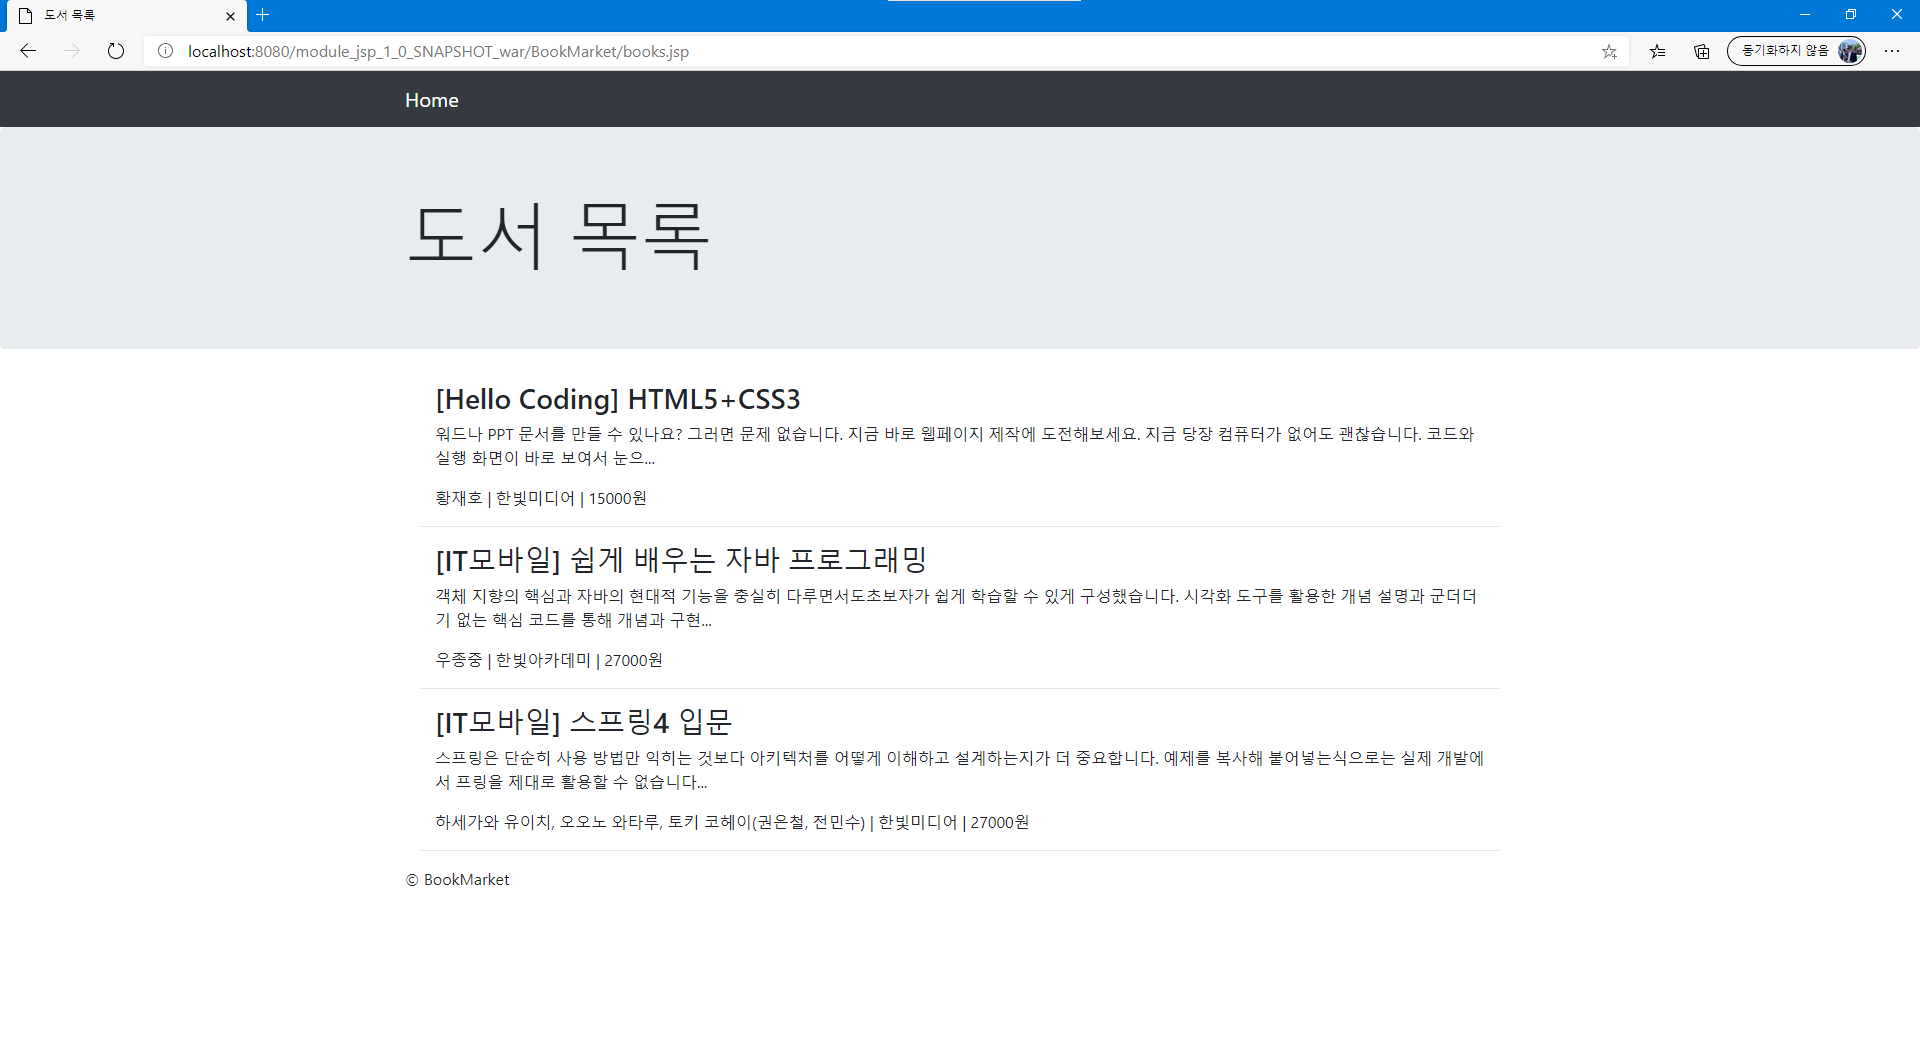 도서 목록
localhost:8080/module_jsp_1_0_SNAPSHOT_war/BookMarket/books.jsp
동기화하지 않음
Home
도서 목록
[Hello Coding] HTML5+CSS3
워드나 PPT 문서를 만들 수 있나요? 그러면 문제 없습니다. 지금 바로 웹페이지 제작에 도전해보세요. 지금 당장 컴퓨터가 없어도 괜찮습니다. 코드와
실행 화면이 바로 보여서 눈으...
황재호 | 한빛미디어 | 15000원
[IT모바일] 쉽게 배우는 자바 프로그래밍
객체 지향의 핵심과 자바의 현대적 기능을 충실히 다루면서도초보자가 쉽게 학습할 수 있게 구성했습니다. 시각화 도구를 활용한 개념 설명과 군더더
기 없는 핵심 코드를 통해 개념과 구현...
우종중 | 한빛아카데미 | 27000원
[IT모바일] 스프링4 입문
스프링은 단순히 사용 방법만 익히는 것보다 아키텍처를 어떻게 이해하고 설계하는지가 더 중요합니다. 예제를 복사해 붙어넣는식으로는 실제 개발에
서 프링을 제대로 활용할 수 없습니다...
하세가와 유이치, 오오노 와타루, 토키 코헤이(권은철, 전민수) | 한빛미디어 | 27000원
© BookMarket